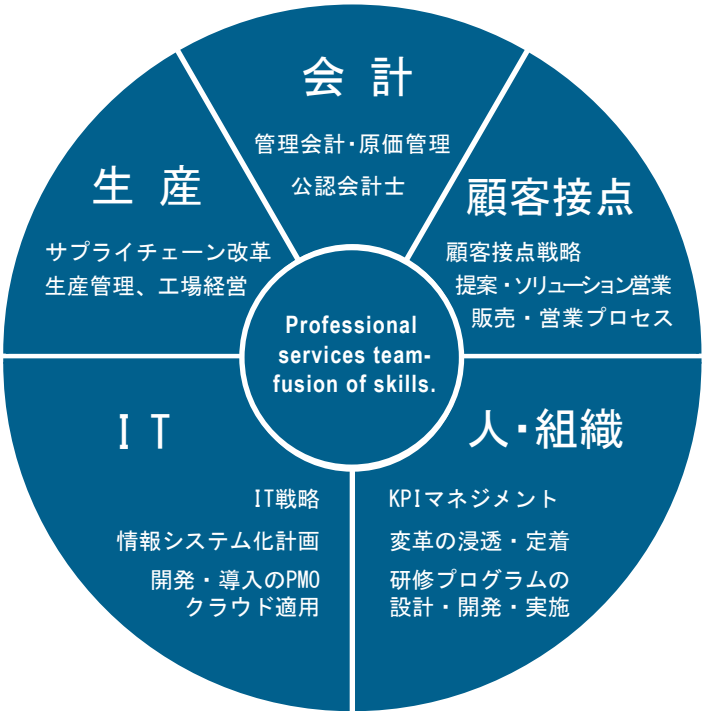 会 計
管理会計・原価管理
公認会計士
生 産
サプライチェーン改革
生産管理、工場経営
顧客接点
顧客接点戦略
提案・ソリューション営業
販売・営業プロセス
Professional
services team-
fusion of skills.
IT
IT戦略
情報システム化計画
開発・導入のPMO
クラウド適用
人・組織
KPIマネジメント
変革の浸透・定着
研修プログラムの
設計・開発・実施